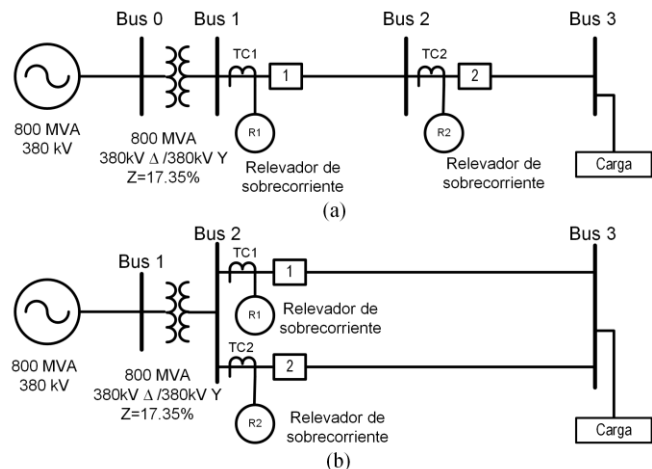 Bus 0
Bus 1
Bus 2
Bus 3
TC1
1
TC2
2
R1
R2
800 MVA
380 kV
800 MVA
380kV Δ /380kV Y
Z=17.35%
Relevador de
sobrecorriente
Relevador de
sobrecorriente
Carga
(a)
Bus 2
Bus 3
Bus 1
TC1
1
R1
Relevador de
sobrecorriente
TC2
2
R2
800 MVA
380 kV
800 MVA
380kV Δ /380kV Y
Z=17.35%
Relevador de
sobrecorriente
Carga
(b)